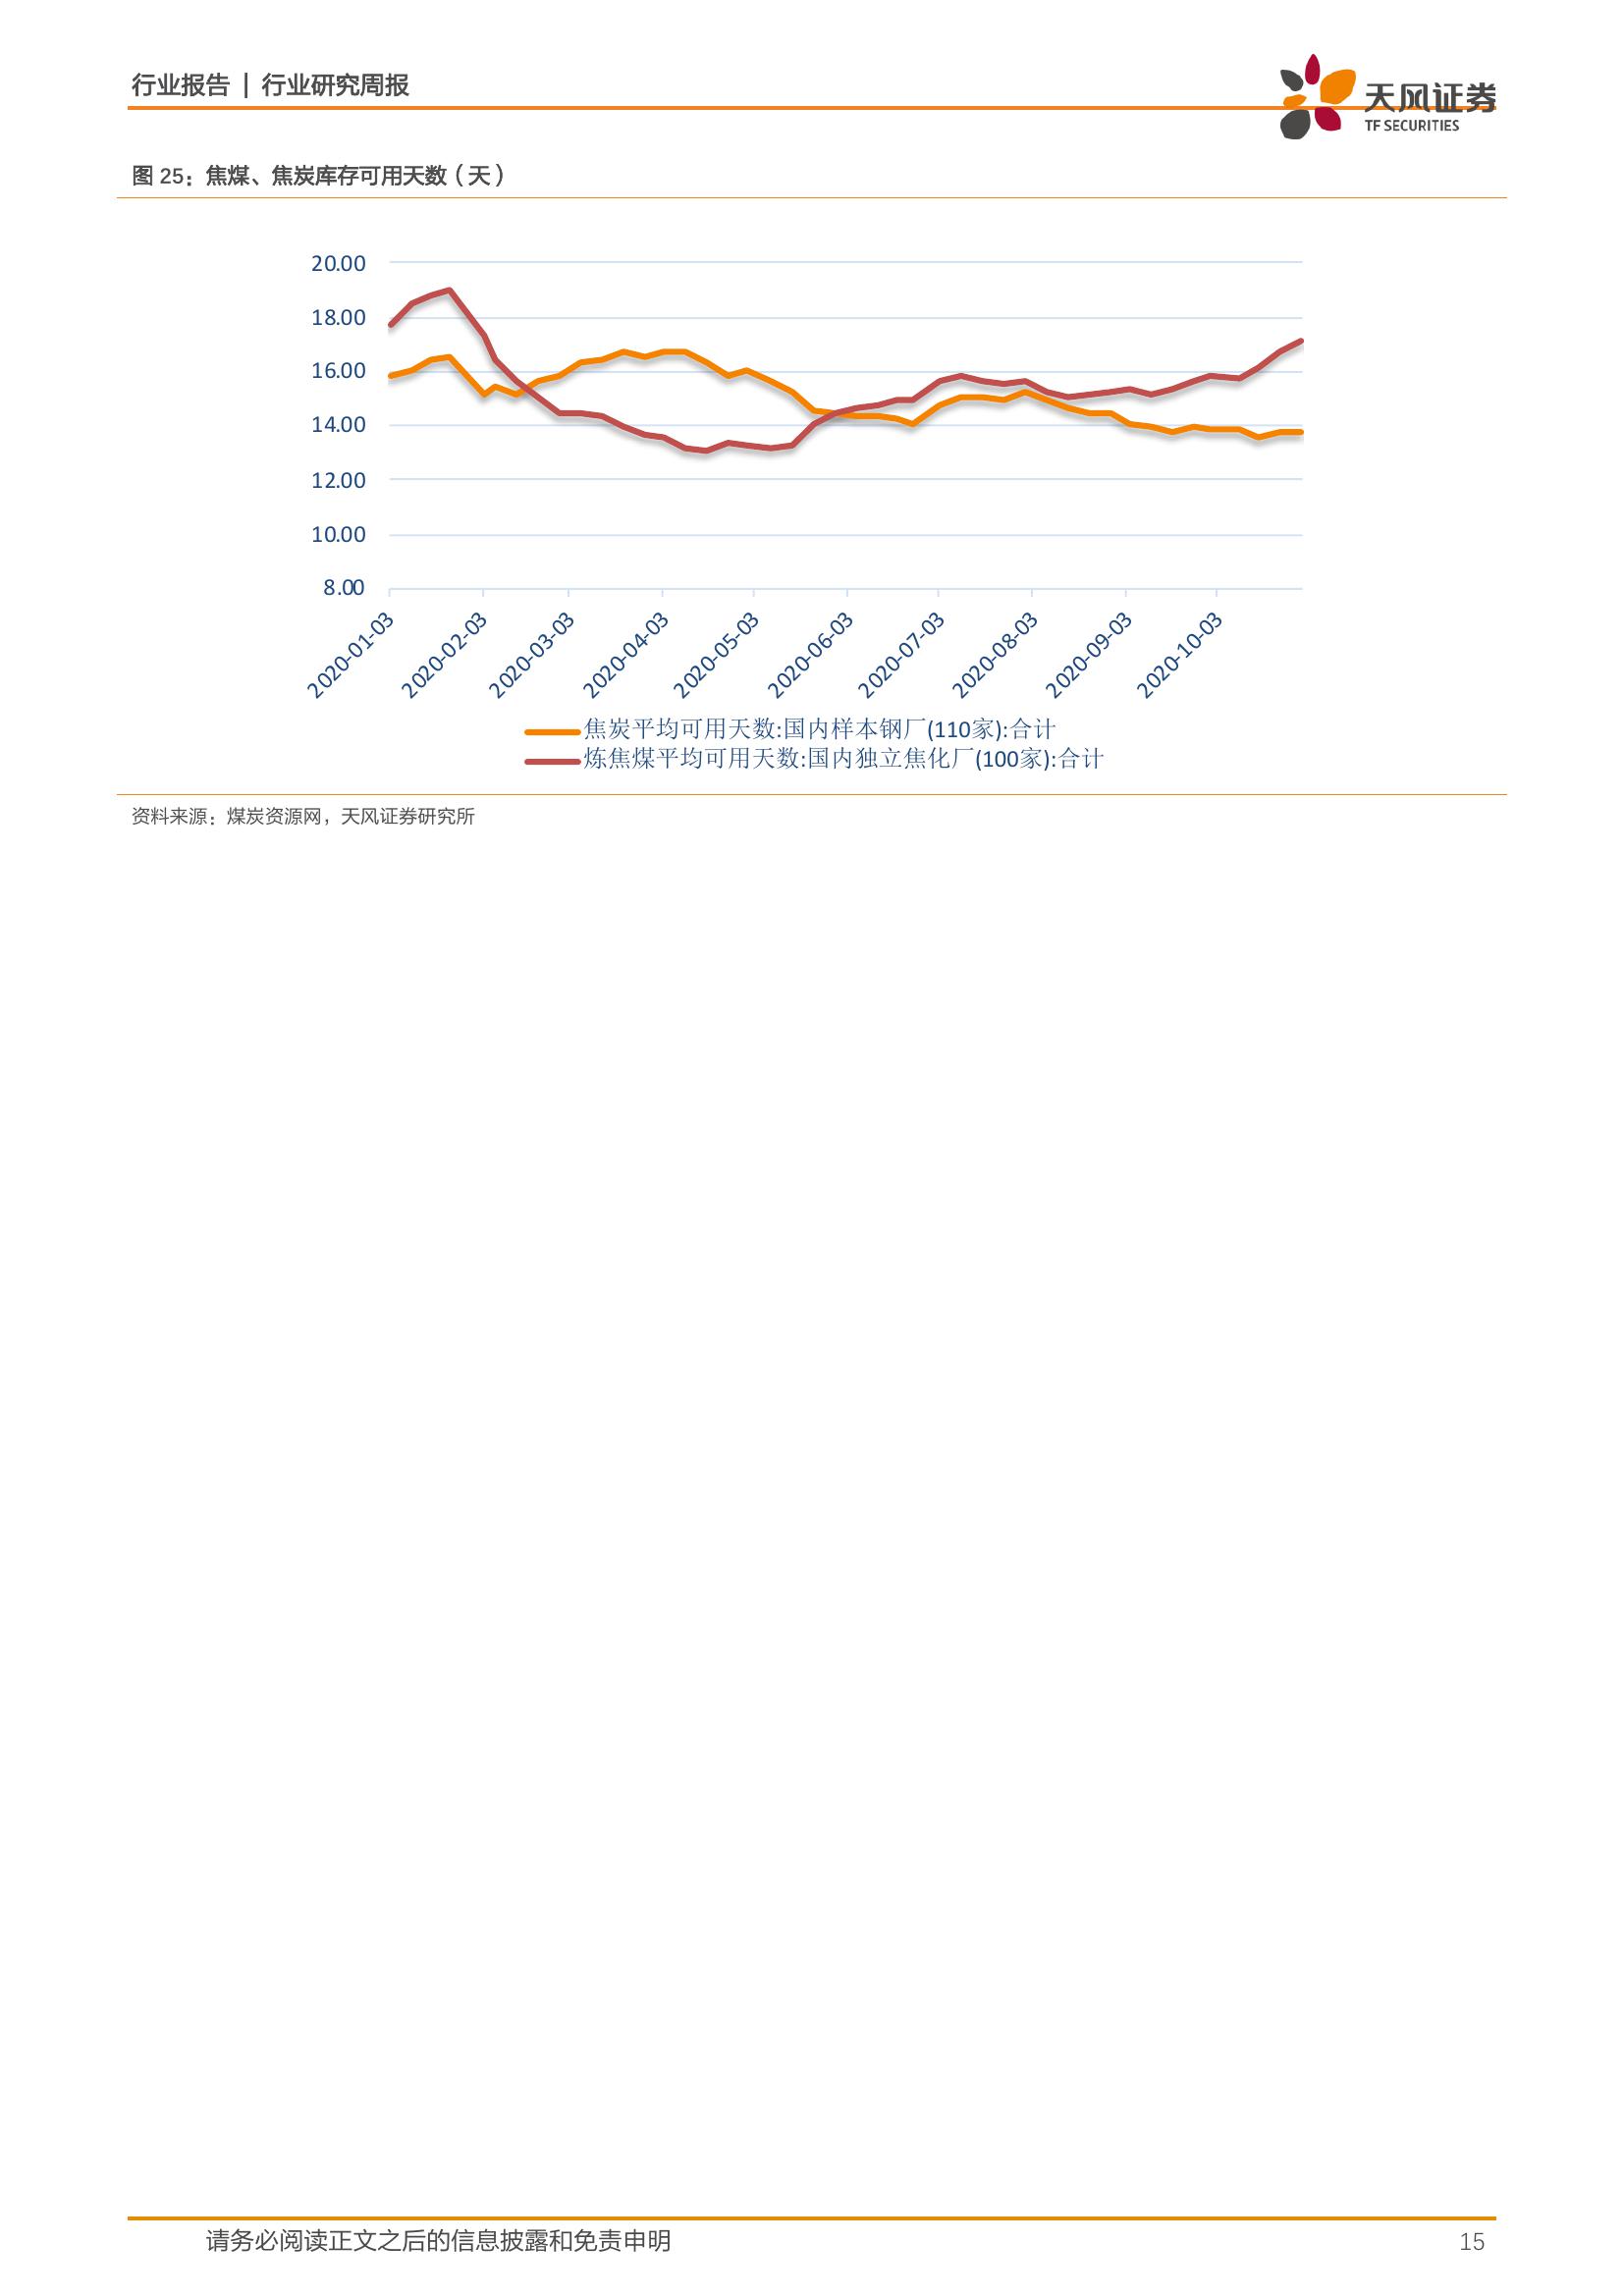 行业报告 | 行业研究周报
天风证券
TF SECURITIES
图 25：焦煤、焦炭库存可用天数（天）
20.00
18.00
16.00
14.00
12.00
10.00
8.00
2020-01-03
2020-02-03
2020-03-03
2020-04-03
2020-05-03
2020-06-03
2020-07-03
2020-08-03
2020-09-03
2020-10-03
焦炭平均可用天数:国内样本钢厂(110家):合计
炼焦煤平均可用天数:国内独立焦化厂(100家):合计
资料来源：煤炭资源网，天风证券研究所
请务必阅读正文之后的信息披露和免责申明
15